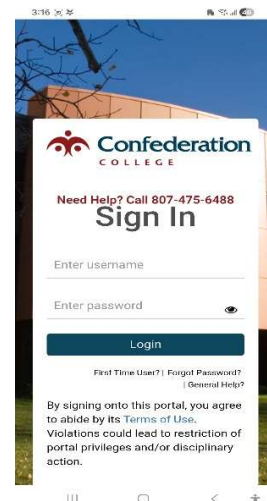 3:16
Confederation
COLLEGE
Need Help? Call 807-475-6488
Sign In
Enter username
Enter password
Login
First Time User? | Forgot Password?
| General Help?
By signing onto this portal, you agree
to abide by its Terms of Use.
Violations could lead to restriction of
portal privileges and/or disciplinary
action.